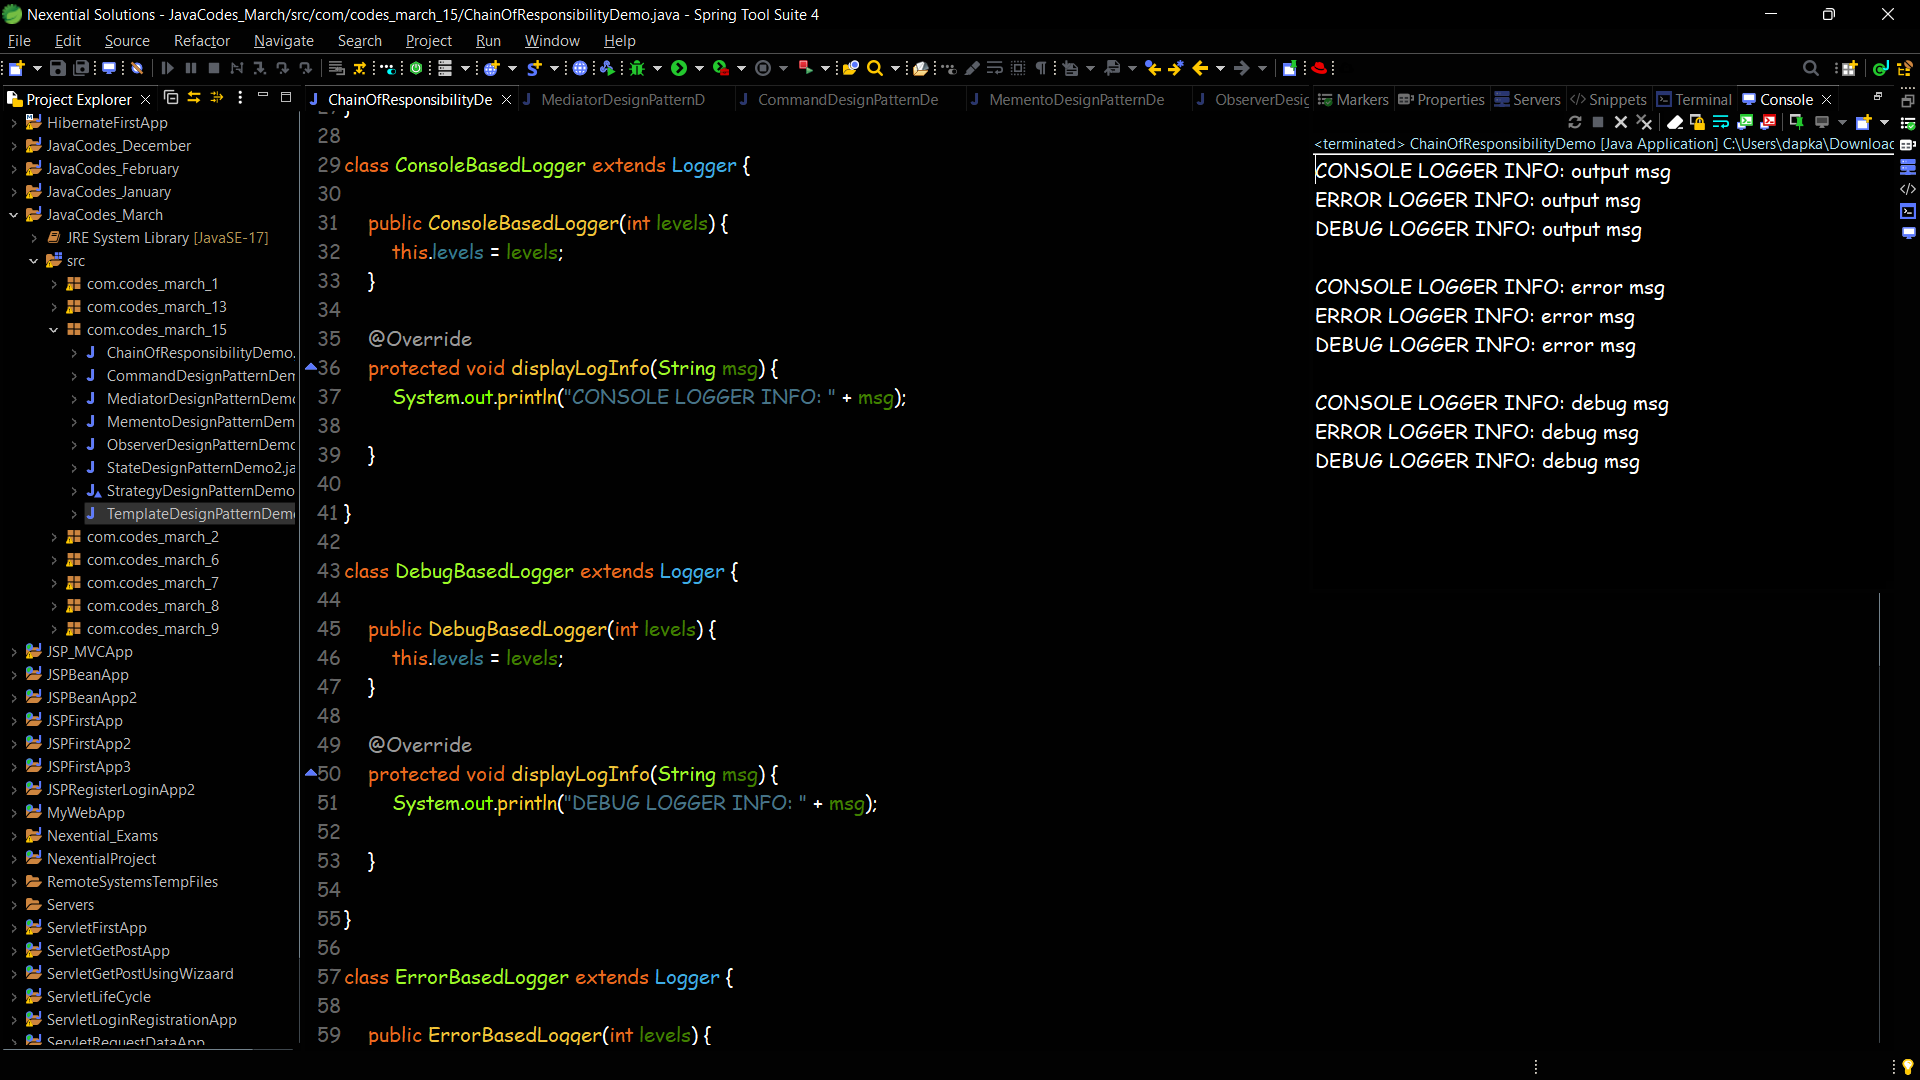 Nexential Solutions - JavaCodes_March/src/com/codes_march_15/ChainOfResponsibilityDemo.java - Spring Tool Suite 4
File Edit Source Refactor Navigate Search Project Run Window Help
Project Explorer
HibernateFirstApp
JavaCodes_December
JavaCodes_February
JavaCodes_January
JavaCodes_March
JRE System Library [JavaSE-17]
src
com.codes_march_1
com.codes_march_13
com.codes_march_15
ChainOfResponsibilityDemo.
CommandDesignPatternDem
MediatorDesignPatternDemo
MementoDesignPatternDem
ObserverDesignPatternDemo
StateDesignPatternDemo2.ja
StrategyDesignPatternDemo
TemplateDesignPatternDem
com.codes_march_2
com.codes_march_6
com.codes_march_7
com.codes_march_8
com.codes_march_9
JSP_MVCApp
JSPBeanApp
JSPBeanApp2
JSPFirstApp
JSPFirstApp2
JSPFirstApp3
JSPRegisterLoginApp2
MyWebApp
Nexential_Exams
NexentialProject
RemoteSystemsTempFiles
Servers
ServletFirstApp
ServletGetPostApp
ServletGetPostUsingWizaard
ServletLifeCycle
ServletLoginRegistrationApp
ServletRequestDataApp
ChainOfResponsibilityDe MediatorDesignPatternD CommandDesignPatternDe MementoDesignPatternDe ObserverDesig
27 }
28
29 class ConsoleBasedLogger extends Logger {
30
31 public ConsoleBasedLogger(int levels) {
32 this.levels = levels;
33 }
34
35 @Override
36 protected void displayLogInfo(String msg) {
37 System.out.println("CONSOLE LOGGER INFO: " + msg);
38
39 }
40
41 }
42
43 class DebugBasedLogger extends Logger {
44
45 public DebugBasedLogger(int levels) {
46 this.levels = levels;
47 }
48
49 @Override
50 protected void displayLogInfo(String msg) {
51 System.out.println("DEBUG LOGGER INFO: " + msg);
52
53 }
54
55 }
56
57 class ErrorBasedLogger extends Logger {
58
59 public ErrorBasedLogger(int levels) {
Markers Properties Servers Snippets Terminal Console
<terminated> ChainOfResponsibilityDemo [Java Application] C:\Users\dapka\Downloac
CONSOLE LOGGER INFO: output msg
ERROR LOGGER INFO: output msg
DEBUG LOGGER INFO: output msg
CONSOLE LOGGER INFO: error msg
ERROR LOGGER INFO: error msg
DEBUG LOGGER INFO: error msg
CONSOLE LOGGER INFO: debug msg
ERROR LOGGER INFO: debug msg
DEBUG LOGGER INFO: debug msg